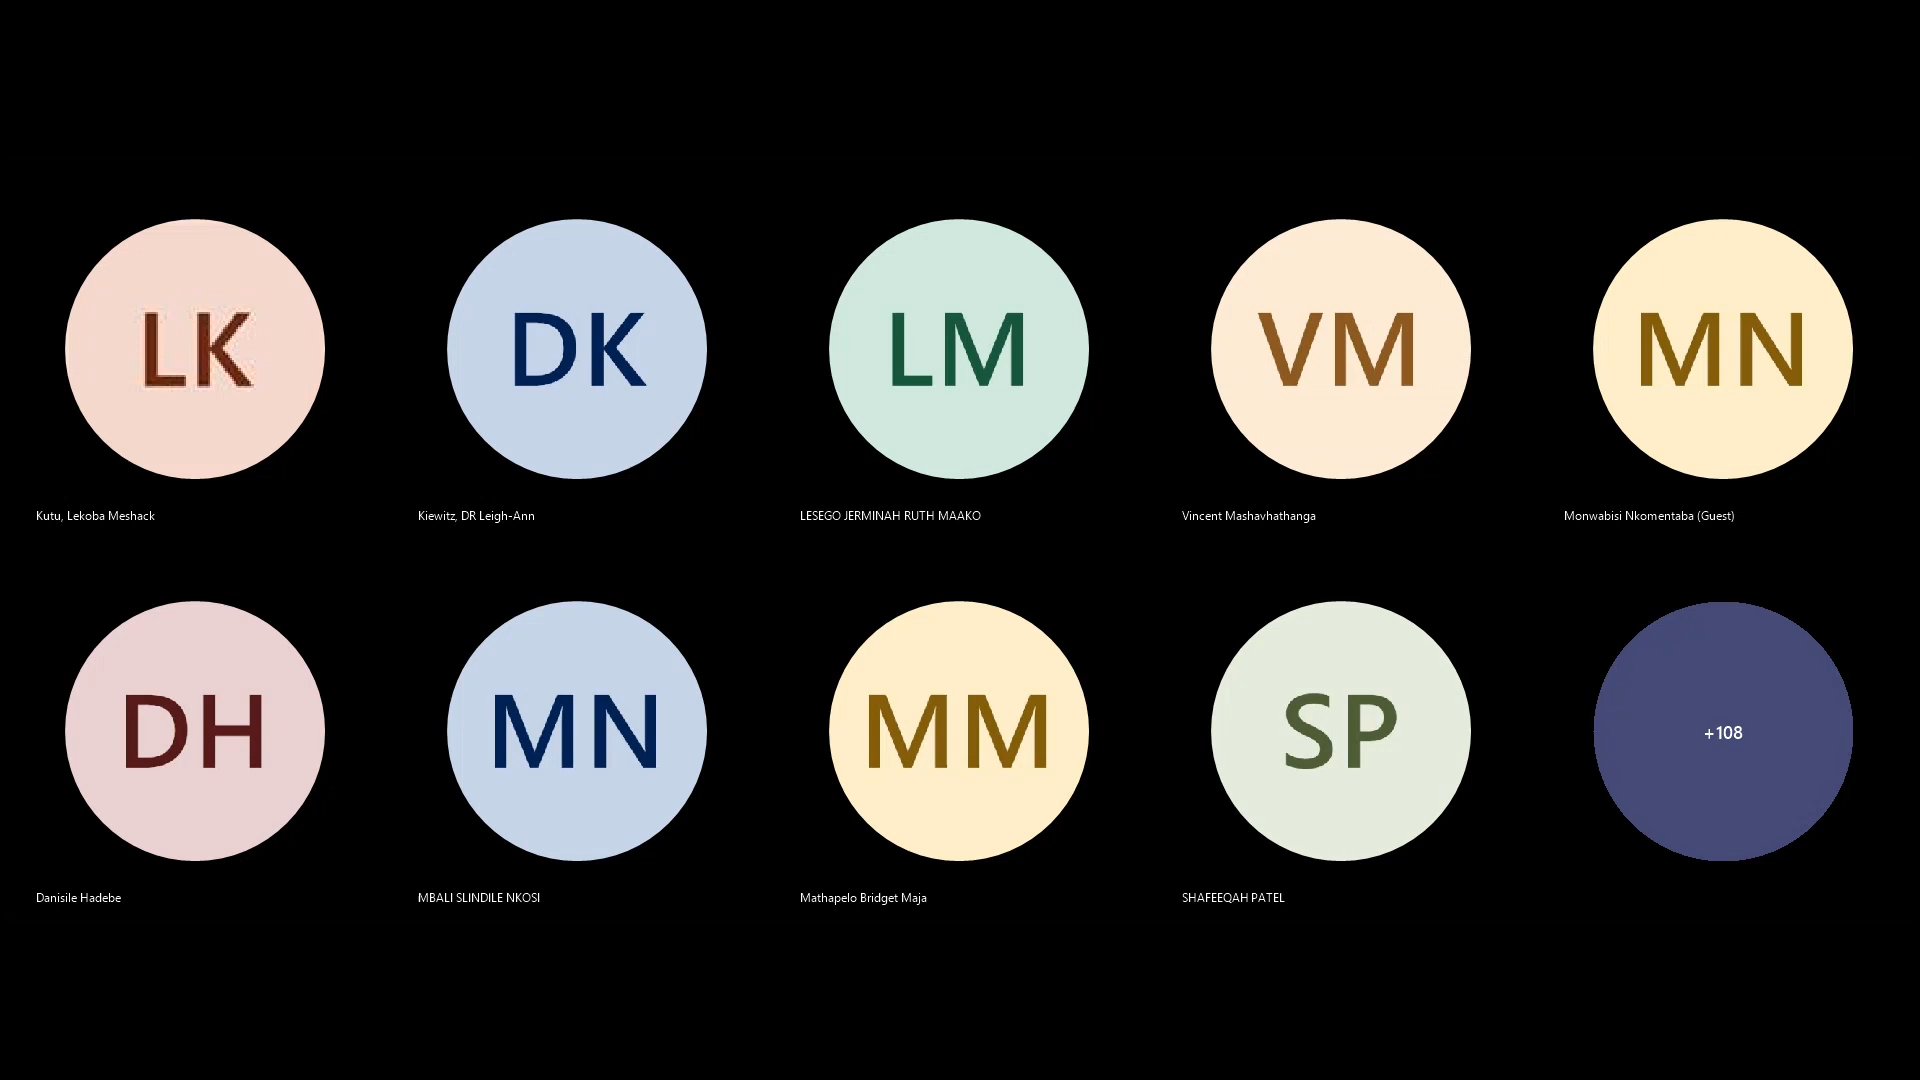 LK
DK
LM
VM
MN
Kutu, Lekoba Meshack
Kiewitz, DR Leigh-Ann
LESEGO JERMINAH RUTH MAAKO
Vincent Mashavhathanga
Monwabisi Nkomentaba (Guest)
DH
MN
MM
SP
+108
Danisile Hadebe
MBALI SLINDILE NKOSI
Mathapelo Bridget Maja
SHAFEEQAH PATEL